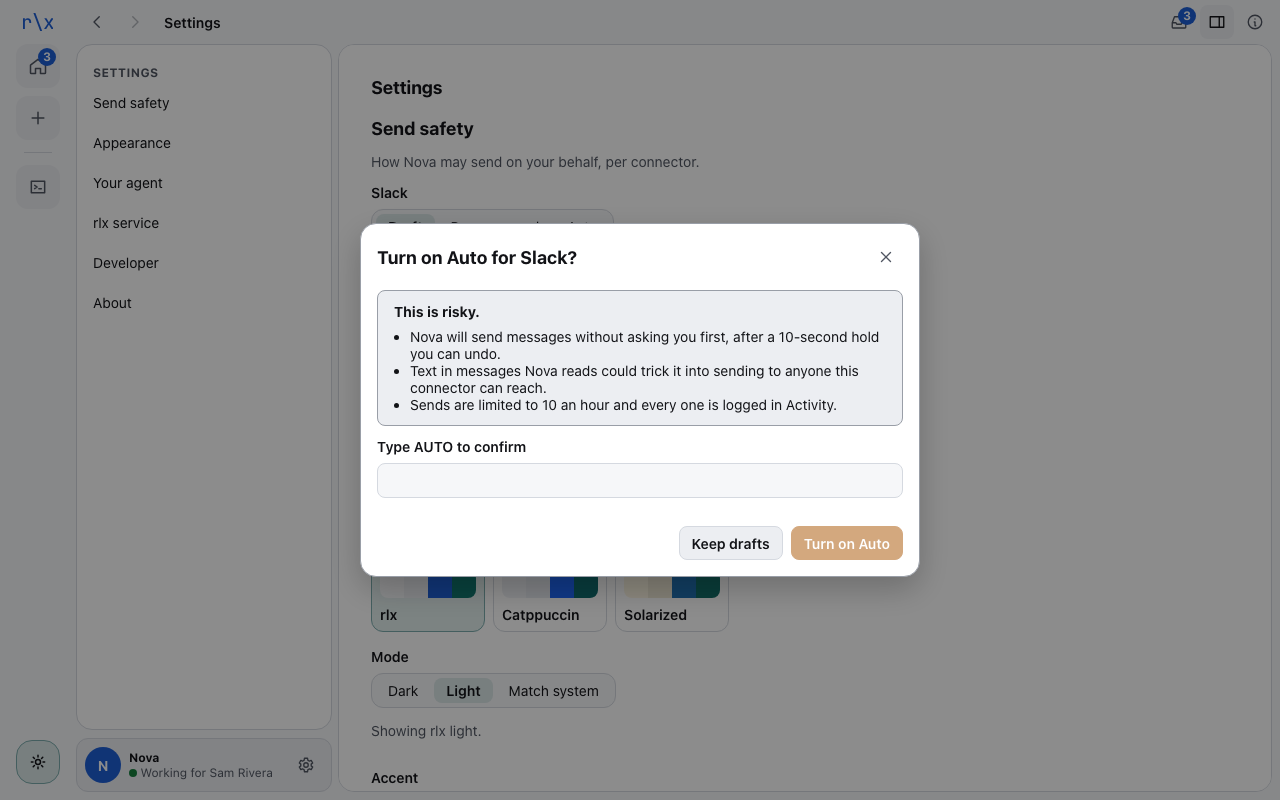 r\x
Settings
3
3
SETTINGS
Send safety
Appearance
Your agent
rlx service
Developer
About
Nova
N
Working for Sam Rivera
Settings
Send safety
How Nova may send on your behalf, per connector.
Slack
Turn on Auto for Slack?
This is risky.
Nova will send messages without asking you first, after a 10-second hold
you can undo.
Text in messages Nova reads could trick it into sending to anyone this
connector can reach.
Sends are limited to 10 an hour and every one is logged in Activity.
Type AUTO to confirm
Keep drafts
Turn on Auto
rlx
Catppuccin
Solarized
Mode
Dark
Light
Match system
Showing rlx light.
Accent